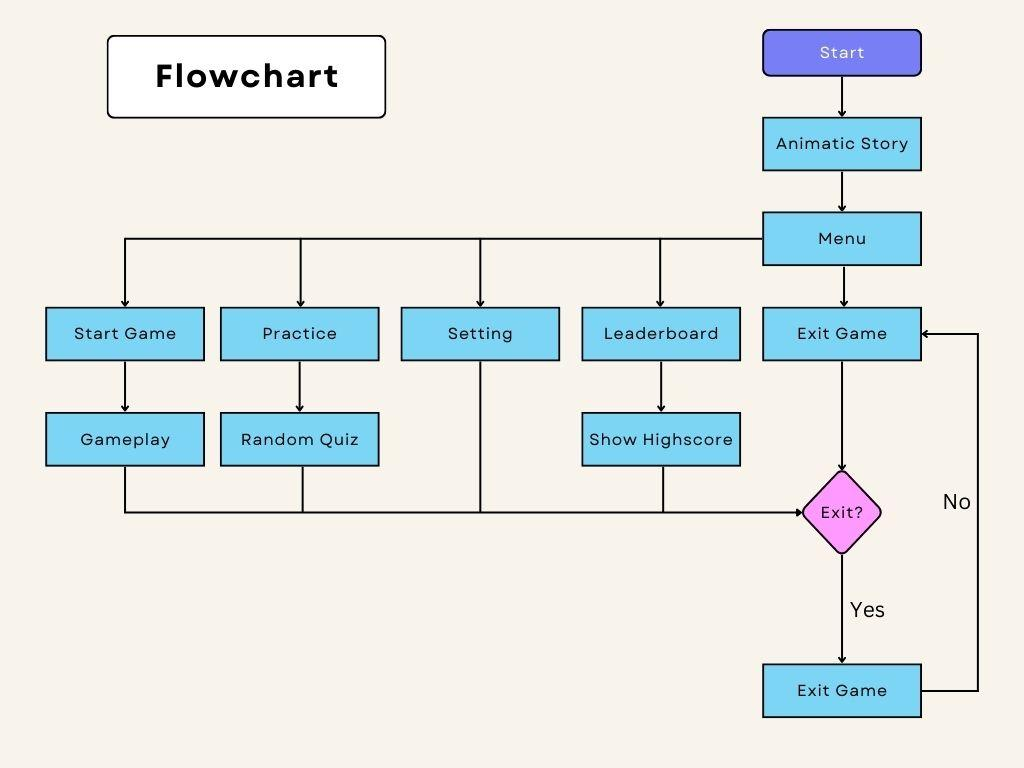 Flowchart
Start
Animatic Story
Menu
Start Game
Practice
Setting
Leaderboard
Exit Game
Gameplay
Random Quiz
Show Highscore
Exit?
No
Yes
Exit Game